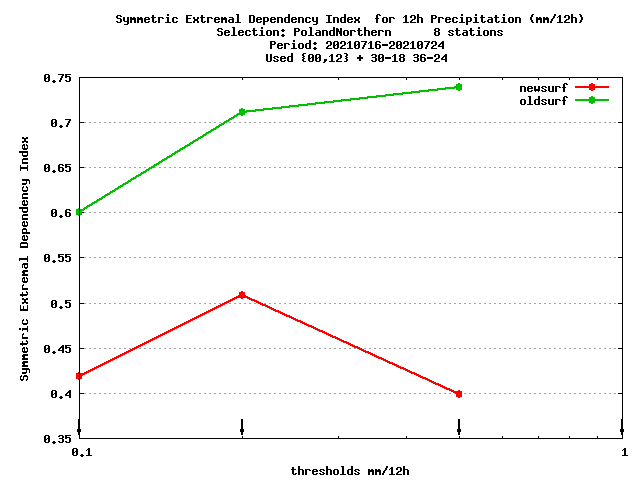 Symmetric Extremal Dependency Index  for 12h Precipitation (mm/12h)
Selection: PolandNorthern      8 stations
Period: 20210716-20210724
Used {00,12} + 30-18 36-24
newsurf
oldsurf
Symmetric Extremal Dependency Index
0.75
0.7
0.65
0.6
0.55
0.5
0.45
0.4
0.35
0.1
1
thresholds mm/12h